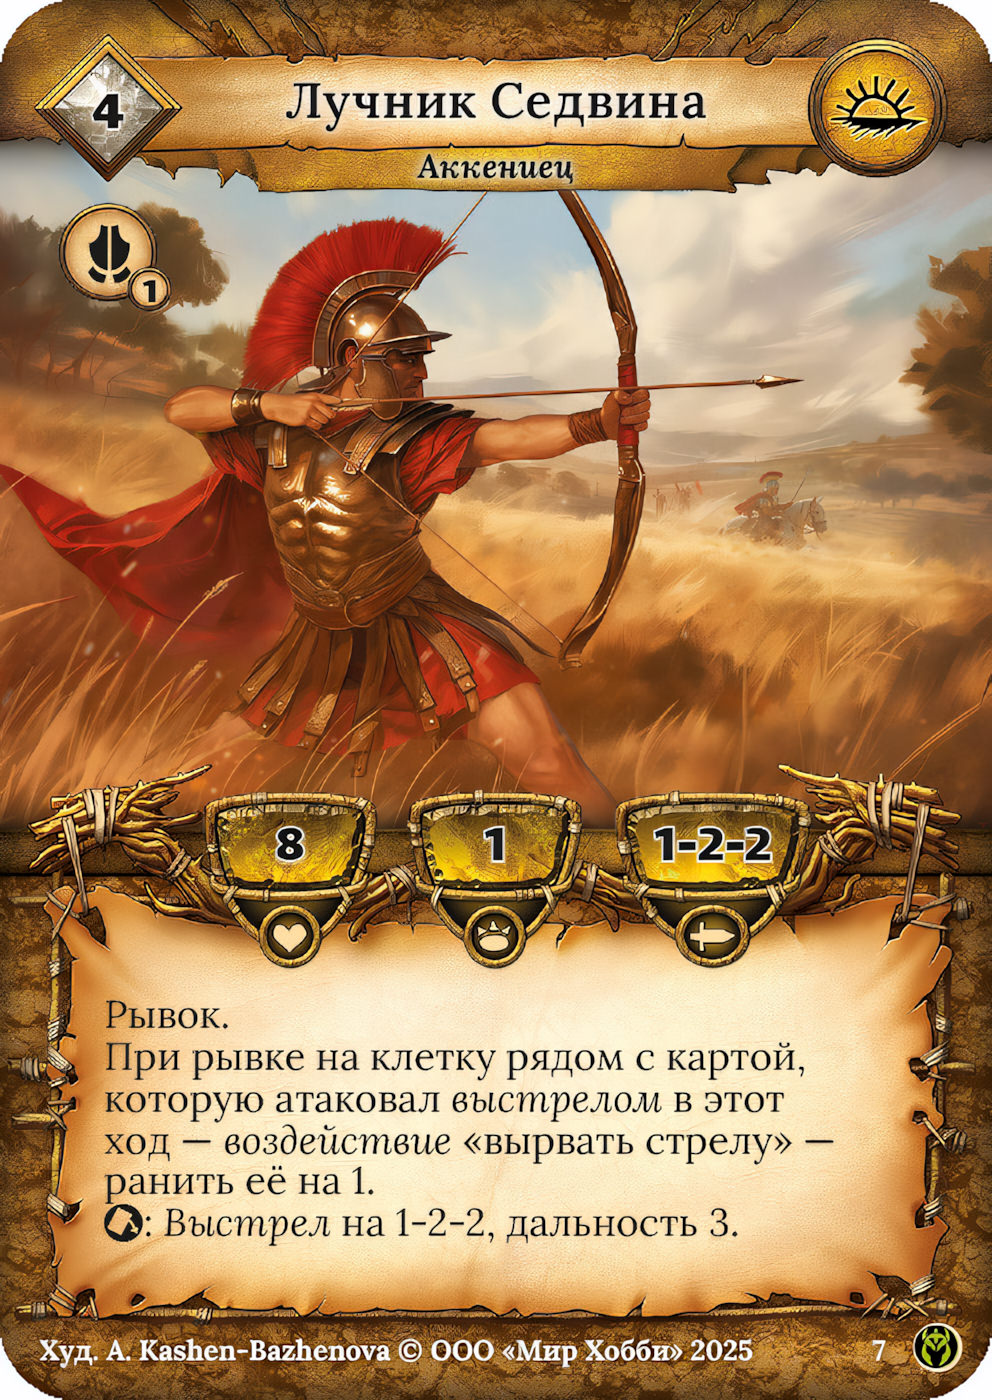 4
Лучник Седвина
Аккениец
1
8
1
1-2-2
Рывок.
При рывке на клетку рядом с картой,
которую атаковал выстрелом в этот
ход — воздействие «вырвать стрелу» —
ранить её на 1.
: Выстрел на 1-2-2, дальность 3.
Худ. А. Kashen-Bazhenova © ООО «Мир Хобби» 2025
7